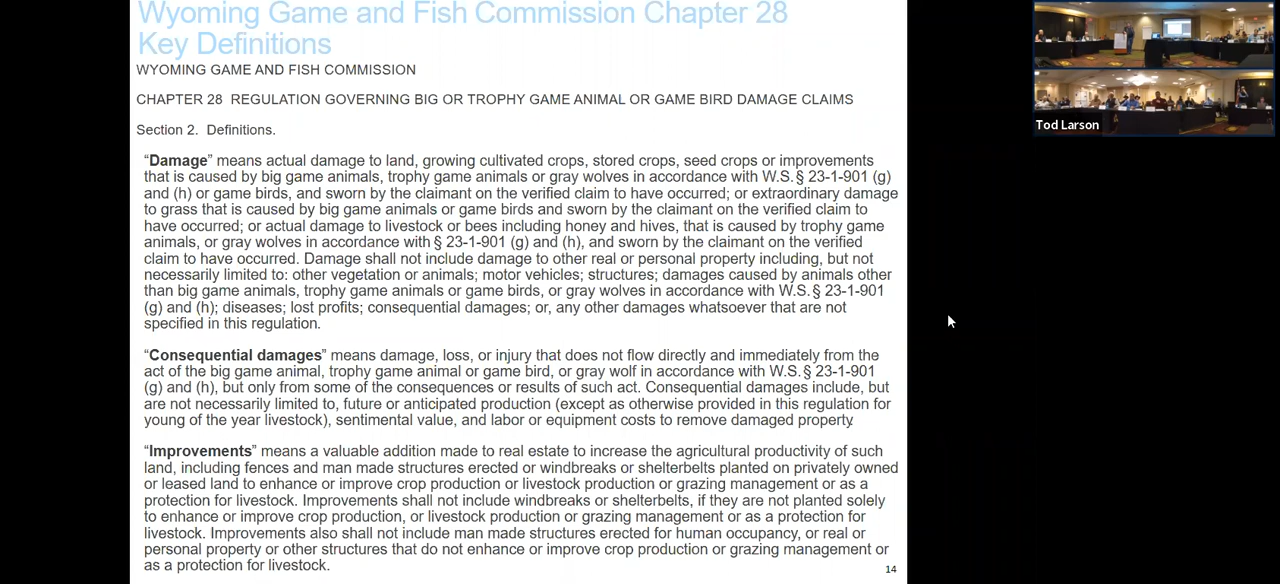 Wyoming Game and Fish Commission Chapter 28
Key Definitions
WYOMING GAME AND FISH COMMISSION
CHAPTER 28 REGULATION GOVERNING BIG OR TROPHY GAME ANIMAL OR GAME BIRD DAMAGE CLAIMS
Section 2. Definitions.
“Damage” means actual damage to land, growing cultivated crops, stored crops, seed crops or improvements
that is caused by big game animals, trophy game animals or gray wolves in accordance with W.S. § 23-1-901 (g)
and (h) or game birds, and sworn by the claimant on the verified claim to have occurred; or extraordinary damage
to grass that is caused by big game animals or game birds and sworn by the claimant on the verified claim to
have occurred; or actual damage to livestock or bees including honey and hives, that is caused by trophy game
animals, or gray wolves in accordance with § 23-1-901 (g) and (h), and sworn by the claimant on the verified
claim to have occurred. Damage shall not include damage to other real or personal property including, but not
necessarily limited to: other vegetation or animals; motor vehicles; structures; damages caused by animals other
than big game animals, trophy game animals or game birds, or gray wolves in accordance with W.S. § 23-1-901
(g) and (h); diseases; lost profits; consequential damages; or, any other damages whatsoever that are not
specified in this regulation.
“Consequential damages” means damage, loss, or injury that does not flow directly and immediately from the
act of the big game animal, trophy game animal or game bird, or gray wolf in accordance with W.S. § 23-1-901
(g) and (h), but only from some of the consequences or results of such act. Consequential damages include, but
are not necessarily limited to, future or anticipated production (except as otherwise provided in this regulation for
young of the year livestock), sentimental value, and labor or equipment costs to remove damaged property.
“Improvements” means a valuable addition made to real estate to increase the agricultural productivity of such
land, including fences and man made structures erected or windbreaks or shelterbelts planted on privately owned
or leased land to enhance or improve crop production or livestock production or grazing management or as a
protection for livestock. Improvements shall not include windbreaks or shelterbelts, if they are not planted solely
to enhance or improve crop production, or livestock production or grazing management or as a protection for
livestock. Improvements also shall not include man made structures erected for human occupancy, or real or
personal property or other structures that do not enhance or improve crop production or grazing management or
as a protection for livestock.
14
Tod Larson